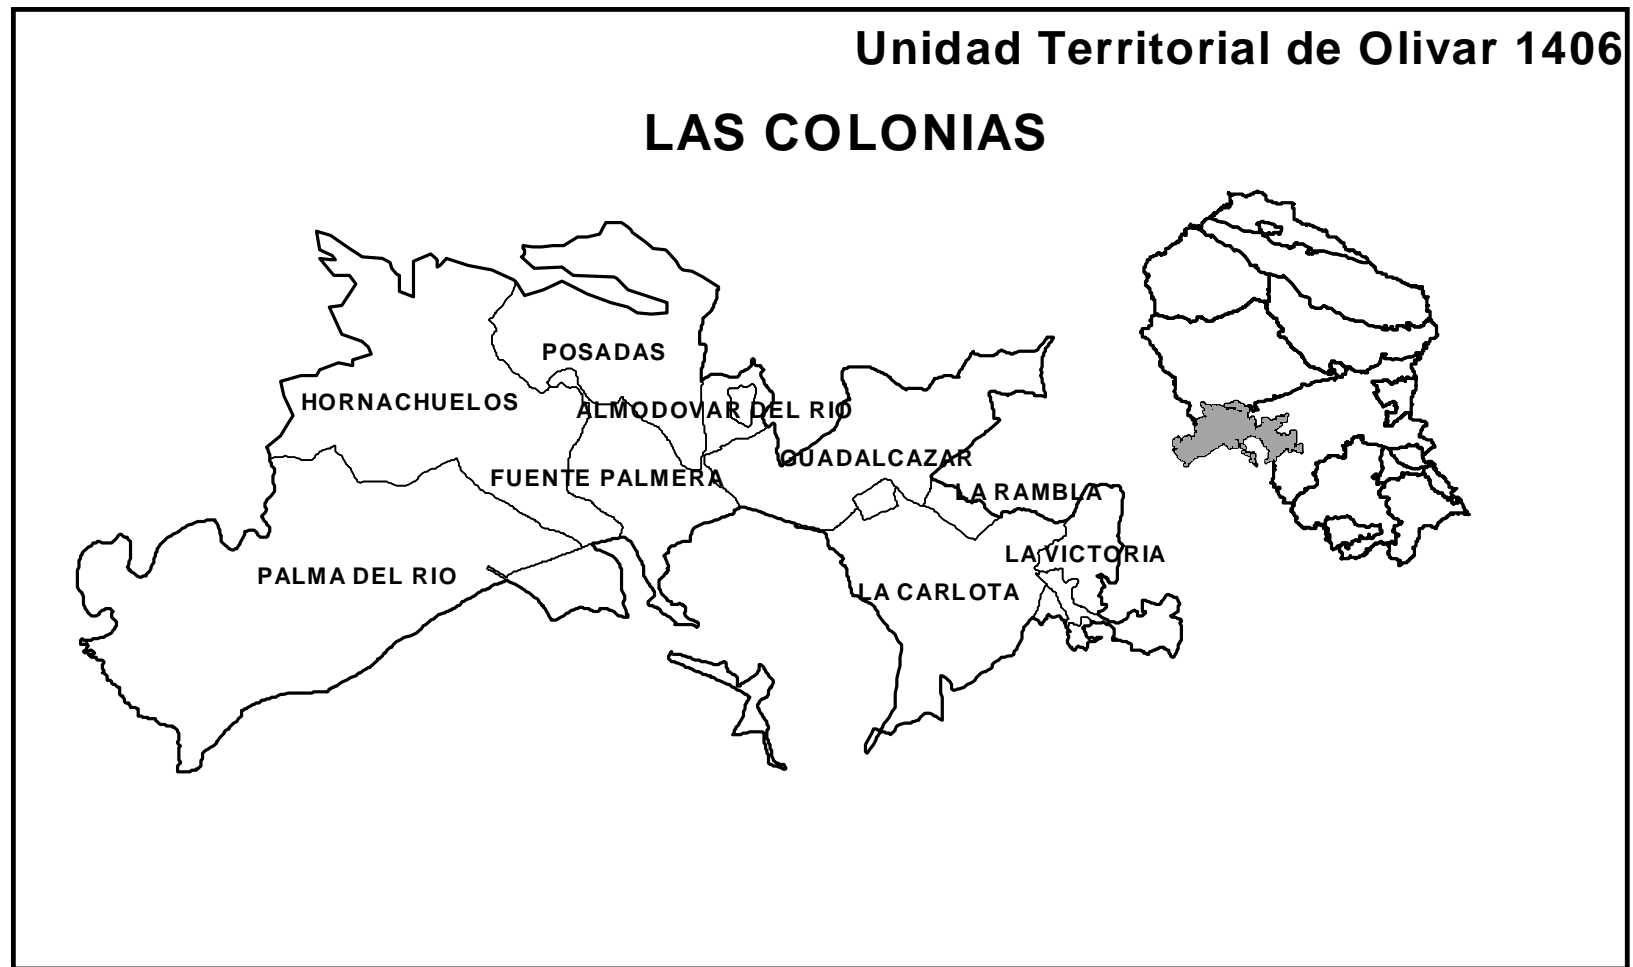 Unidad Territorial de Olivar 1406
LAS COLONIAS
POSADAS
HORNACHUELOS
ALMODOVAR DEL RIO
GUADALCAZAR
FUENTE PALMERA
LA RAMBLA
LA VICTORIA
PALMA DEL RIO
LA CARLOTA